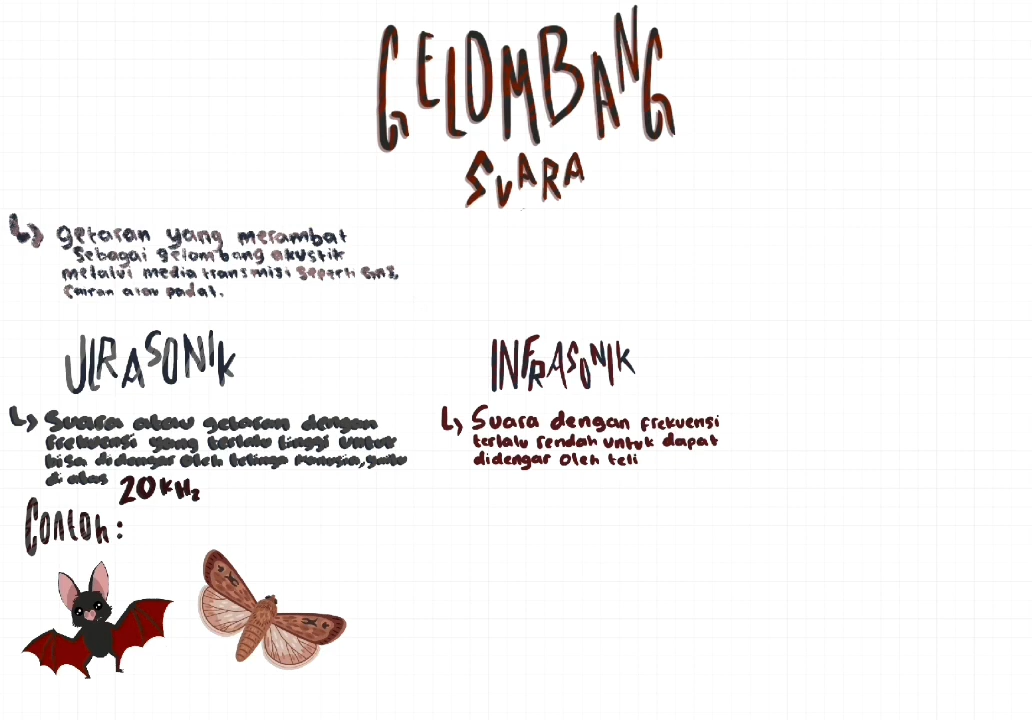 GELOMBANG
SUARA
getaran yang merambat
Sebagai gelombang akustik
melalui media transmisi seperti gas,
cairan atau padat.
ULRASONIK
Suara atau getaran dengan
frekuensi yang terlalu tinggi untuk
bisa didengar oleh telinga manusia, yaitu
di atas 20 kHz
Contoh:
INFRASONIK
Suara dengan frekuensi
terlalu rendah untuk dapat
didengar oleh teli